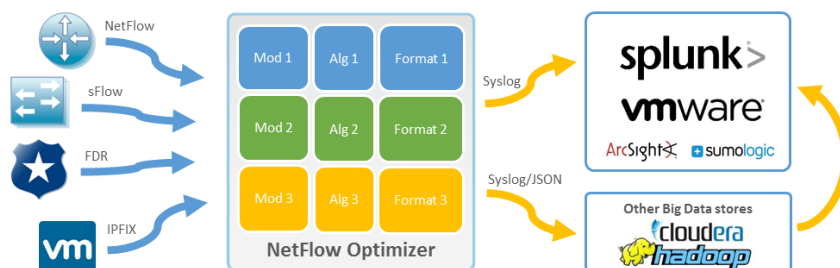 NetFlow
sFlow
FDR
IPFIX
vm
Mod 1 Alg 1 Format 1
Mod 2 Alg 2 Format 2
Mod 3 Alg 3 Format 3
NetFlow Optimizer
Syslog
Syslog/JSON
splunk>
vmware
ArcSight
sumologic
Other Big Data stores
cloudera
hadoop